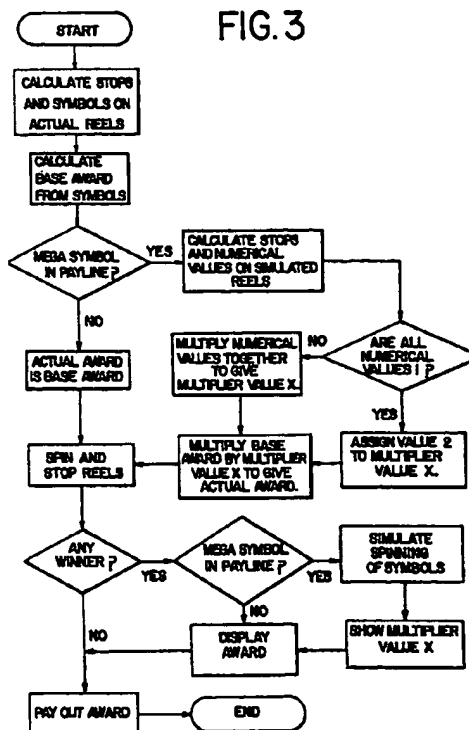 FIG. 3
START
CALCULATE STOPS
AND SYMBOLS ON
ACTUAL REELS
CALCULATE
BASE AWARD
FROM SYMBOLS
MEGA SYMBOL
IN PAYLINE?
YES
CALCULATE STOPS
AND NUMERICAL
VALUES ON SIMULATED
REELS
NO
ACTUAL AWARD
IS BASE AWARD
MULTIPLY NUMERICAL
VALUES TOGETHER
TO GIVE
MULTIPLIER VALUE X.
NO
ARE ALL
NUMERICAL
VALUES 1?
YES
SPIN AND
STOP REELS
MULTIPLY BASE
AWARD BY MULTIPLIER
VALUE X TO GIVE
ACTUAL AWARD.
ASSIGN VALUE 2
TO MULTIPLIER
VALUE X.
ANY
WINNER?
YES
MEGA SYMBOL
IN PAYLINE?
YES
SIMULATE
SPINNING
OF SYMBOLS
NO
NO
DISPLAY
AWARD
SHOW MULTIPLIER
VALUE X
PAY OUT AWARD
END